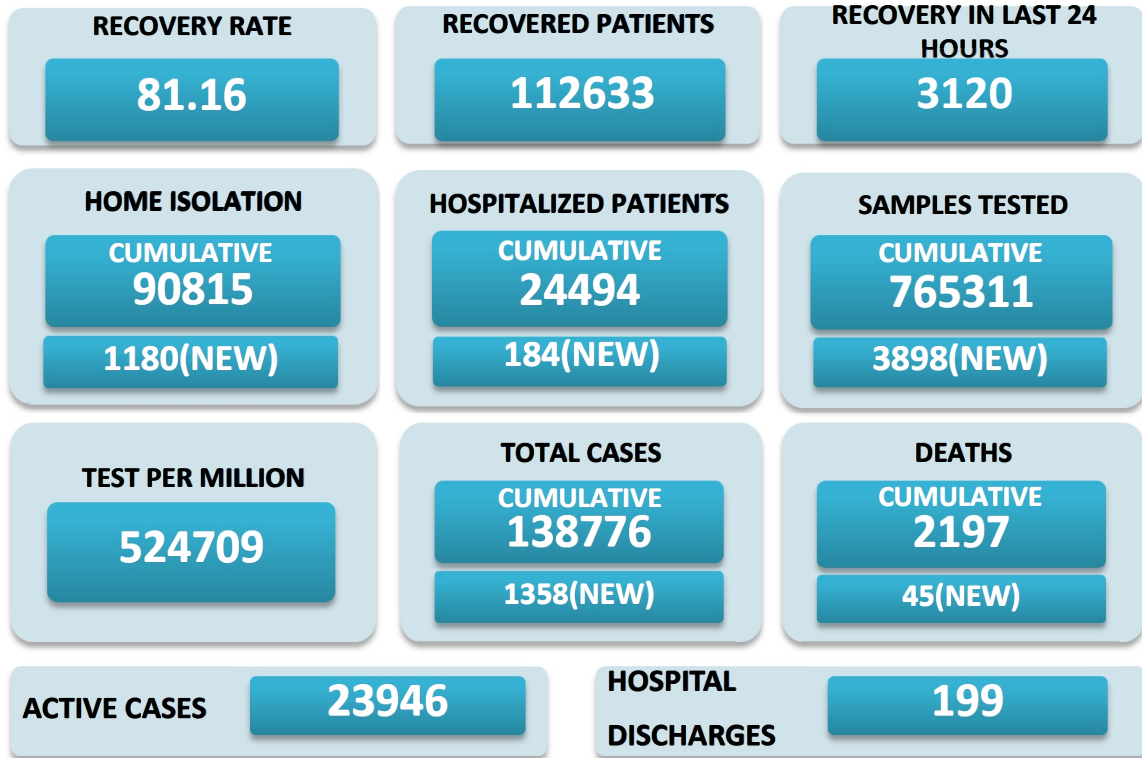 RECOVERY RATE
81.16
RECOVERED PATIENTS
112633
RECOVERY IN LAST 24
HOURS
3120
HOME ISOLATION
CUMULATIVE
90815
1180(NEW)
HOSPITALIZED PATIENTS
CUMULATIVE
24494
184(NEW)
SAMPLES TESTED
CUMULATIVE
765311
3898(NEW)
TEST PER MILLION
524709
TOTAL CASES
CUMULATIVE
138776
1358(NEW)
DEATHS
CUMULATIVE
2197
45(NEW)
ACTIVE CASES
23946
HOSPITAL
DISCHARGES
199